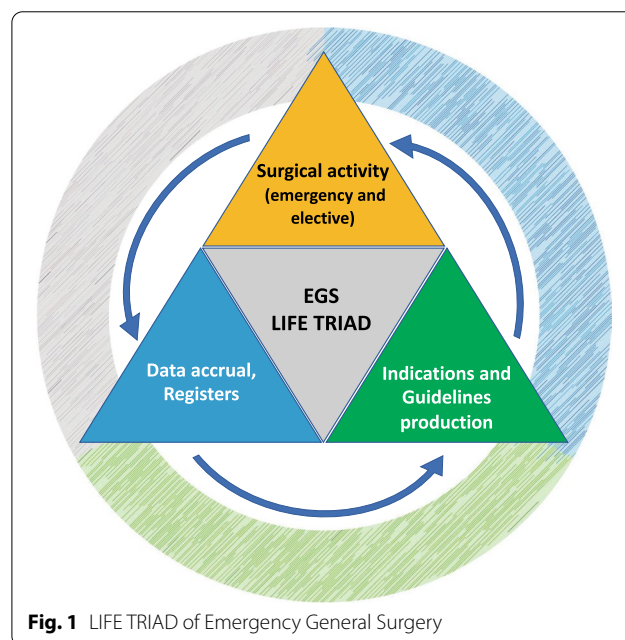 Surgical activity
(emergency and
elective)
EGS
LIFE TRIAD
Data accrual,
Registers
Indications and
Guidelines
production
Fig. 1 LIFE TRIAD of Emergency General Surgery